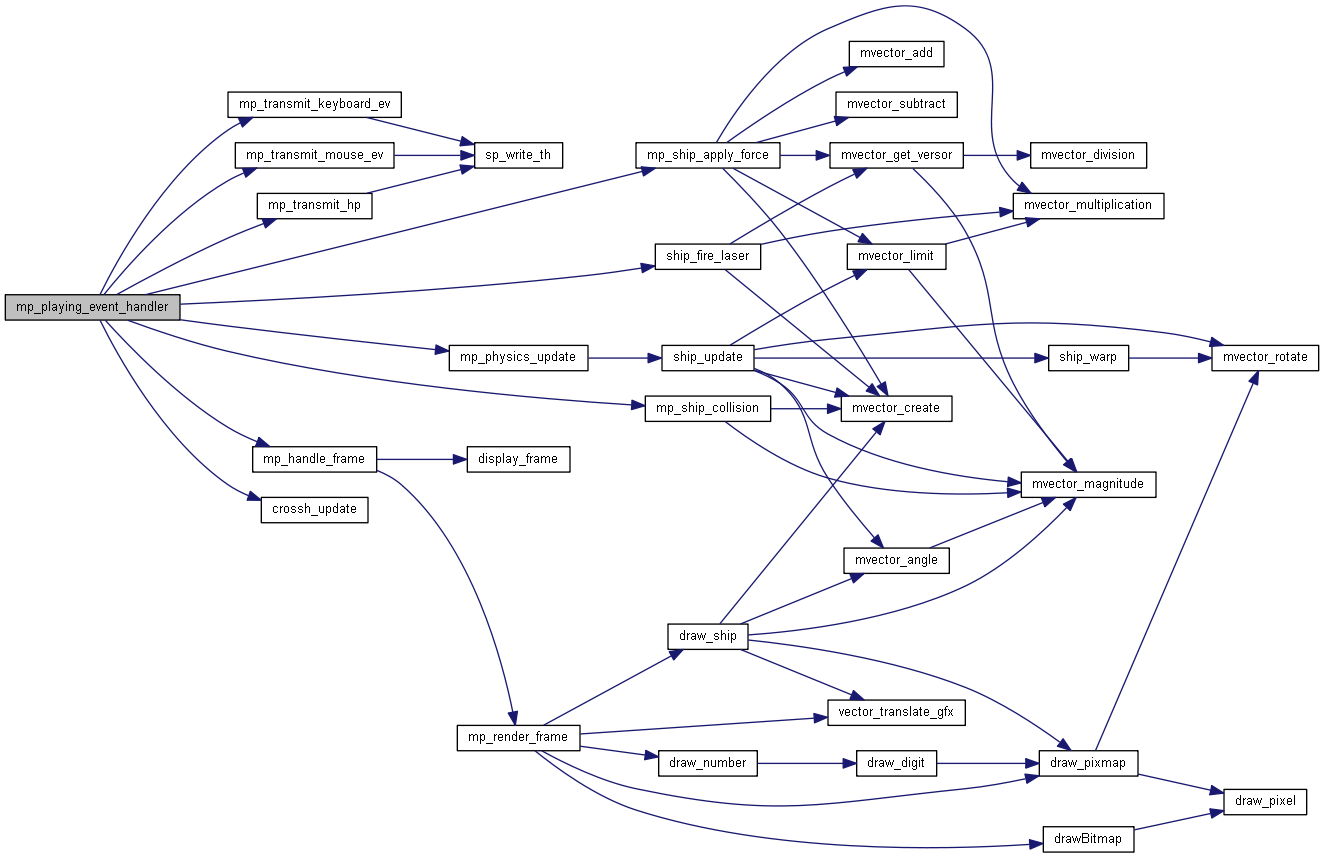 mvector_add
mp_transmit_keyboard_ev
mvector_subtract
mp_transmit_mouse_ev
sp_write_th
mp_ship_apply_force
mvector_get_versor
mvector_division
mp_transmit_hp
mvector_multiplication
ship_fire_laser
mvector_limit
mp_playing_event_handler
mp_physics_update
ship_update
ship_warp
mvector_rotate
mp_ship_collision
mvector_create
mp_handle_frame
display_frame
mvector_magnitude
crossh_update
mvector_angle
draw_ship
vector_translate_gfx
mp_render_frame
draw_number
draw_digit
draw_pixmap
draw_pixel
drawBitmap